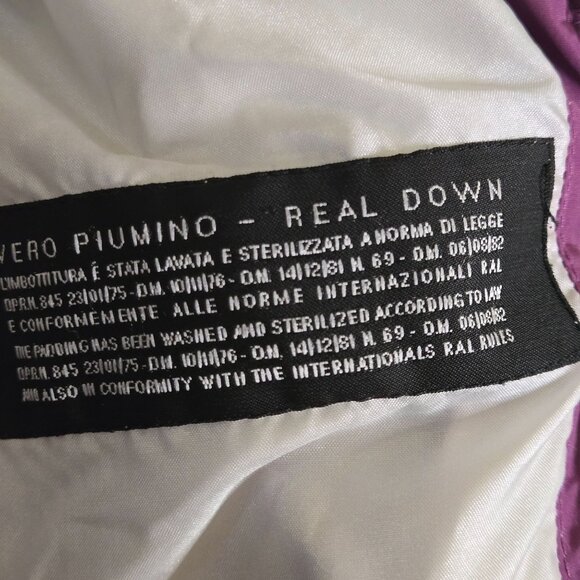 VERO PIUMINO - REAL DOWN
L'IMBOTTITURA É STATA LAVATA E STERILIZZATA A NORMA DI LEGGE
D.P.R.N. 845 23/01/75 - D.M. 10/11/76 - D.M. 14/12/81 N. 69 - D.M. 06/08/82
E CONFORMEMENTE ALLE NORME INTERNAZIONALI RAL
THE PADDING HAS BEEN WASHED AND STERILIZED ACCORDING TO LAW
D.P.R.N. 845 23/01/75 - D.M. 10/11/76 - D.M. 14/12/81 N. 69 - D.M. 06/08/82
AND ALSO IN CONFORMITY WITH THE INTERNATIONALS RAL RULES